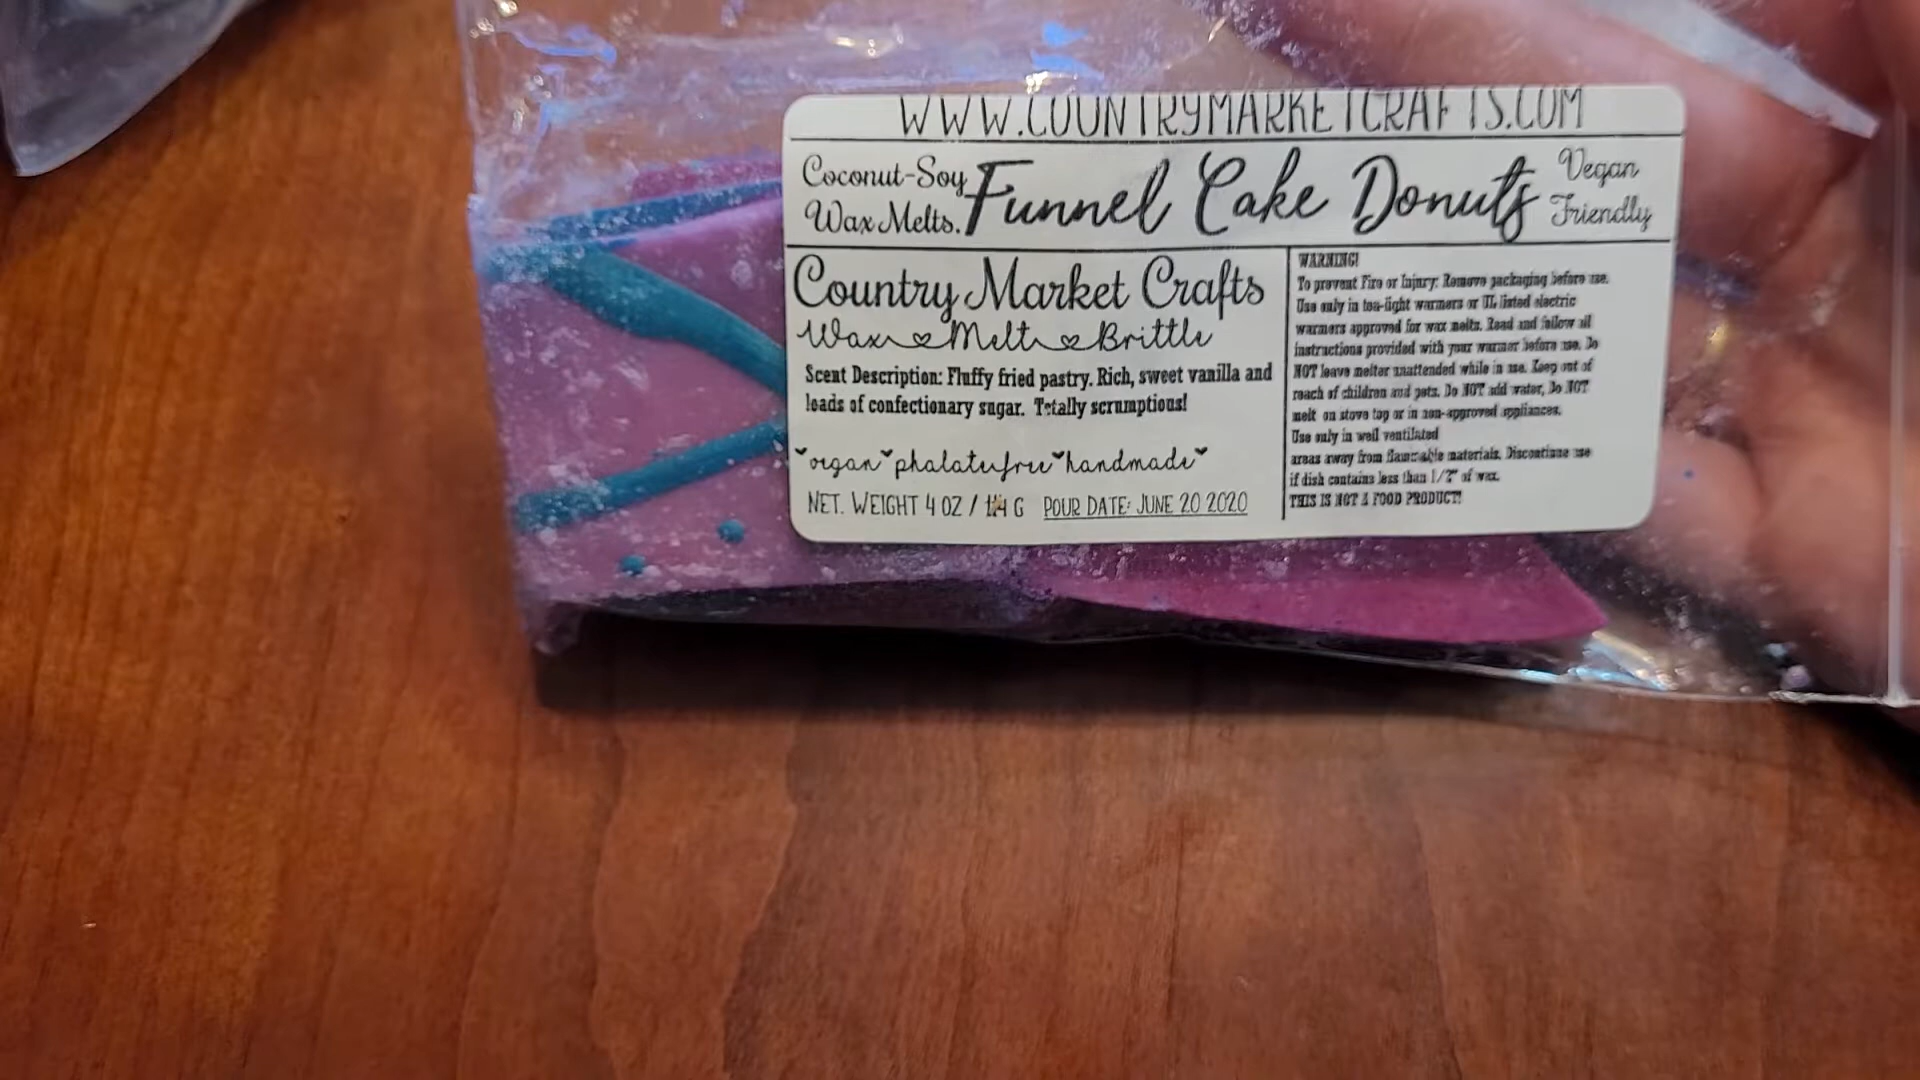 WWW.COUNTRYMARKETCRAFTS.COM
Coconut-Soy
Wax Melts.
Funnel Cake Donuts
Vegan
Friendly
Country Market Crafts
Wax Melt Brittle
Scent Description: Fluffy fried pastry. Rich, sweet vanilla and
loads of confectionary sugar. Totally scrumptious!
vegan phalate free handmade
NET. WEIGHT 4 OZ / G POUR DATE: JUNE 20 2020
WARNING!
To prevent Fire or Injury: Remove packaging before use.
Use only in tea-light warmers or UL listed electric
warmers approved for wax melts. Read and follow all
instructions provided with your warmer before use. Do
NOT leave melter unattended while in use. Keep out of
reach of children and pets. Do NOT add water, Do NOT
melt on stove top or in non-approved appliances.
Use only in well ventilated
areas away from flammable materials. Discontinue use
if dish contains less than 1/2" of wax.
THIS IS NOT A FOOD PRODUCT!